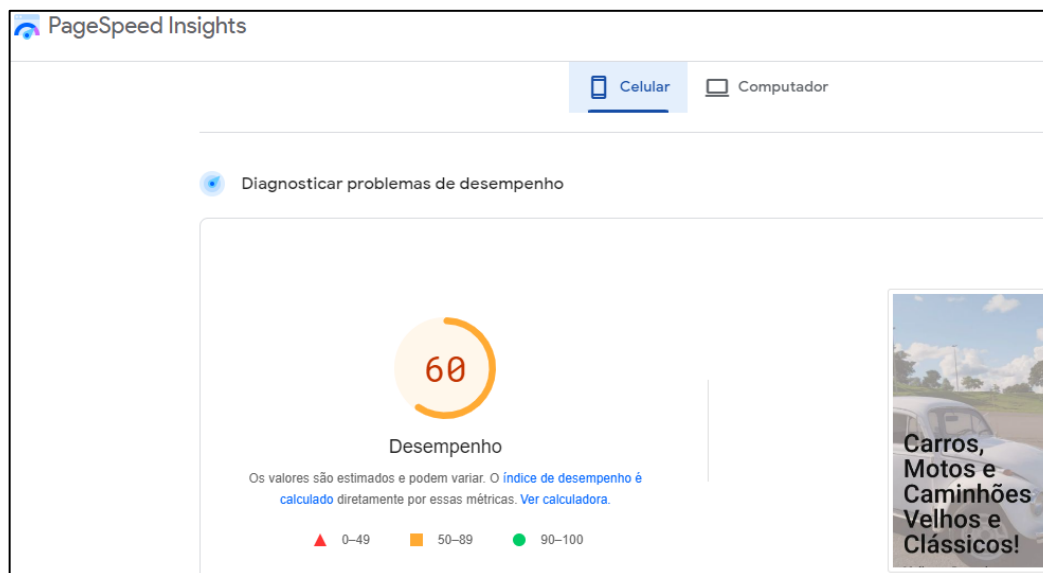 PageSpeed Insights
Celular
Computador
Diagnosticar problemas de desempenho
60
Desempenho
Os valores são estimados e podem variar. O índice de desempenho é
calculado diretamente por essas métricas. Ver calculadora.
0–49
50–89
90–100
Carros,
Motos e
Caminhões
Velhos e
Clássicos!